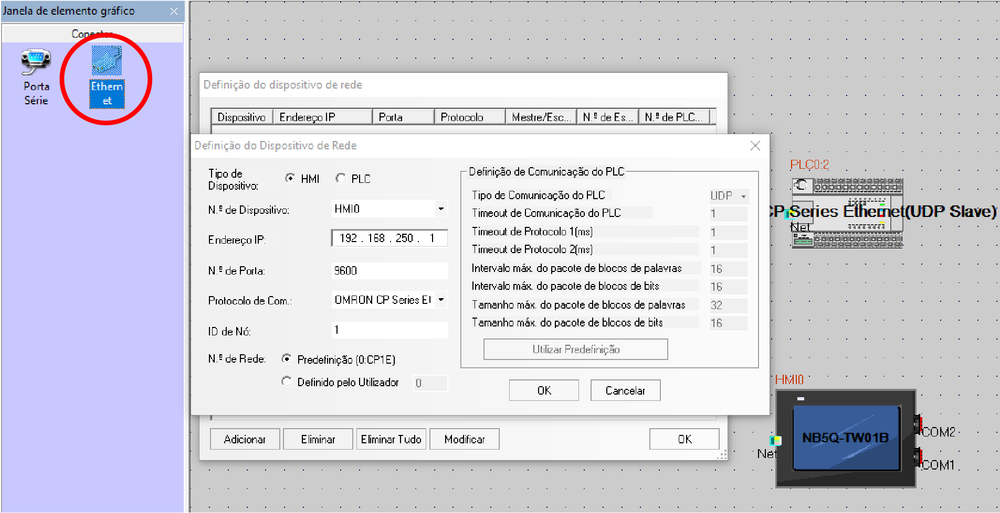 Janela de elemento gráfico
Conector
Porta
Série
Ethern
et
Definição do dispositivo de rede
Dispositivo Endereço IP Porta Protocolo Mestre/Esc... N.º de Es... N.º de PLC...
Definição do Dispositivo de Rede
Tipo de
Dispositivo:
HMI PLC
N.º de Dispositivo: HMI0
Endereço IP: 192 . 168 . 250 . 1
N.º de Porta: 9600
Protocolo de Com.: OMRON CP Series Et
ID de Nó: 1
N.º de Rede: Predefinição (0:CP1E)
Definido pelo Utilizador 0
Definição de Comunicação do PLC
Tipo de Comunicação do PLC UDP
Timeout de Comunicação do PLC 1
Timeout de Protocolo 1(ms) 1
Timeout de Protocolo 2(ms) 1
Intervalo máx. do pacote de blocos de palavras 16
Intervalo máx. do pacote de blocos de bits 16
Tamanho máx. do pacote de blocos de palavras 32
Tamanho máx. do pacote de blocos de bits 16
Utilizar Predefinição
OK Cancelar
Adicionar Eliminar Eliminar Tudo Modificar OK
PLC0:2
CP Series Ethernet(UDP Slave)
Net
HMI0
NB5Q-TW01B
COM2
Net
COM1